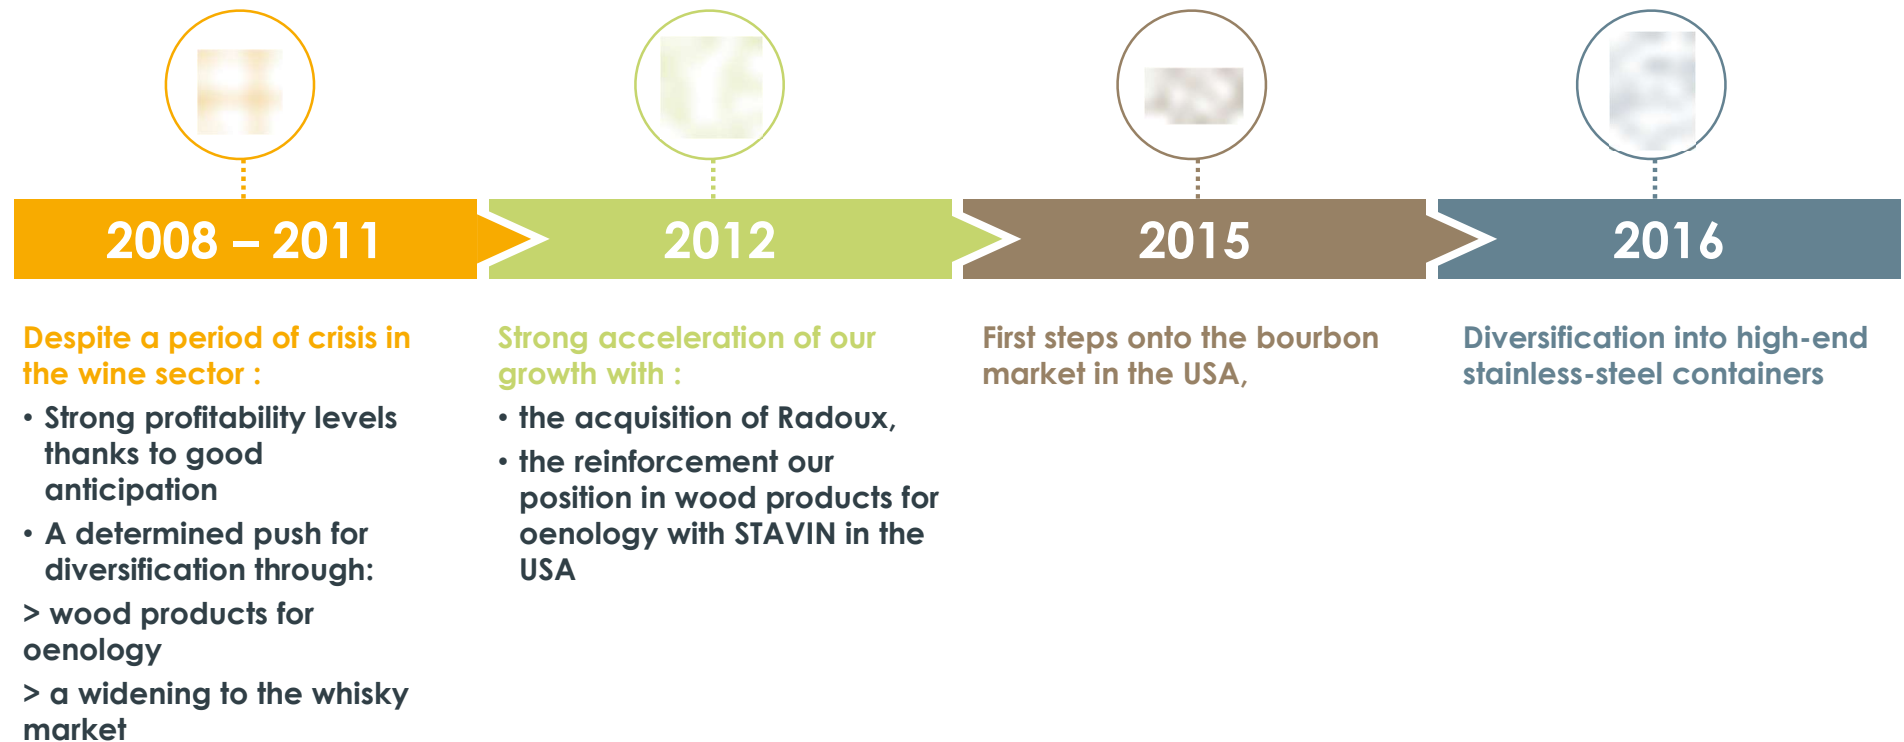 2008 – 2011
Despite a period of crisis in
the wine sector :
• Strong profitability levels
thanks to good
anticipation
• A determined push for
diversification through:
> wood products for
oenology
> a widening to the whisky
market
2012
Strong acceleration of our
growth with :
• the acquisition of Radoux,
• the reinforcement our
position in wood products for
oenology with STAVIN in the
USA
2015
First steps onto the bourbon
market in the USA,
2016
Diversification into high-end
stainless-steel containers